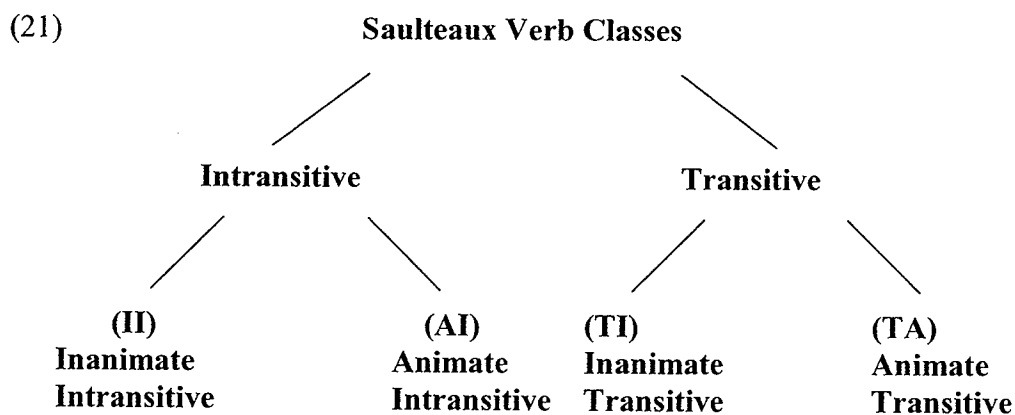 (21) Saulteaux Verb Classes
Intransitive Transitive
(II) (AI) (TI) (TA)
Inanimate Animate Inanimate Animate
Intransitive Intransitive Transitive Transitive